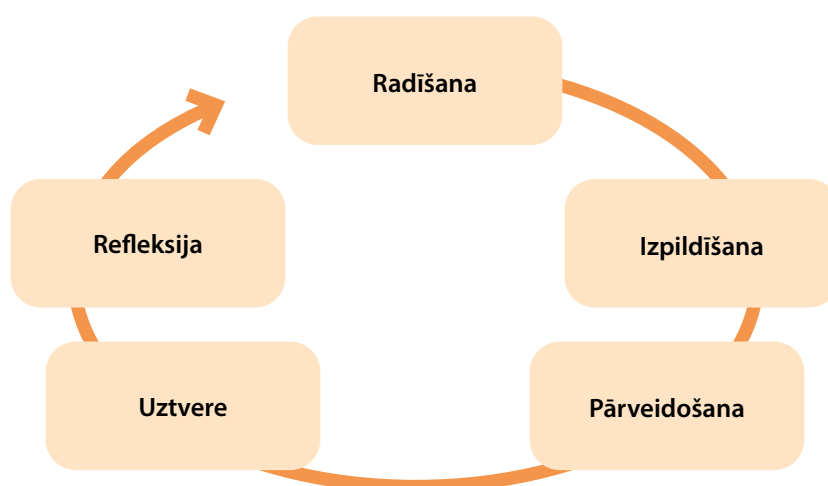 Radīšana
Izpildīšana
Pārveidošana
Uztvere
Refleksija